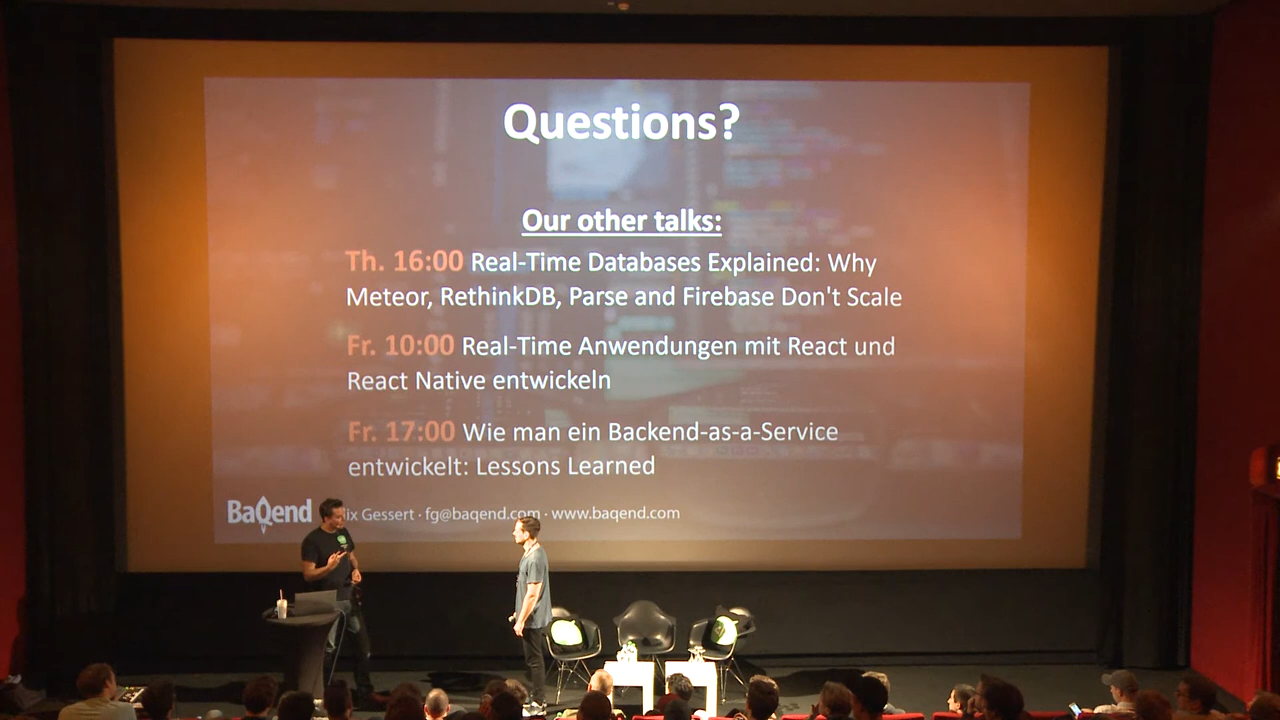 Questions?
Our other talks:
Th. 16:00 Real-Time Databases Explained: Why
Meteor, RethinkDB, Parse and Firebase Don't Scale
Fr. 10:00 Real-Time Anwendungen mit React und
React Native entwickeln
Fr. 17:00 Wie man ein Backend-as-a-Service
entwickelt: Lessons Learned
BaQend Gessert · fg@baqend.com · www.baqend.com